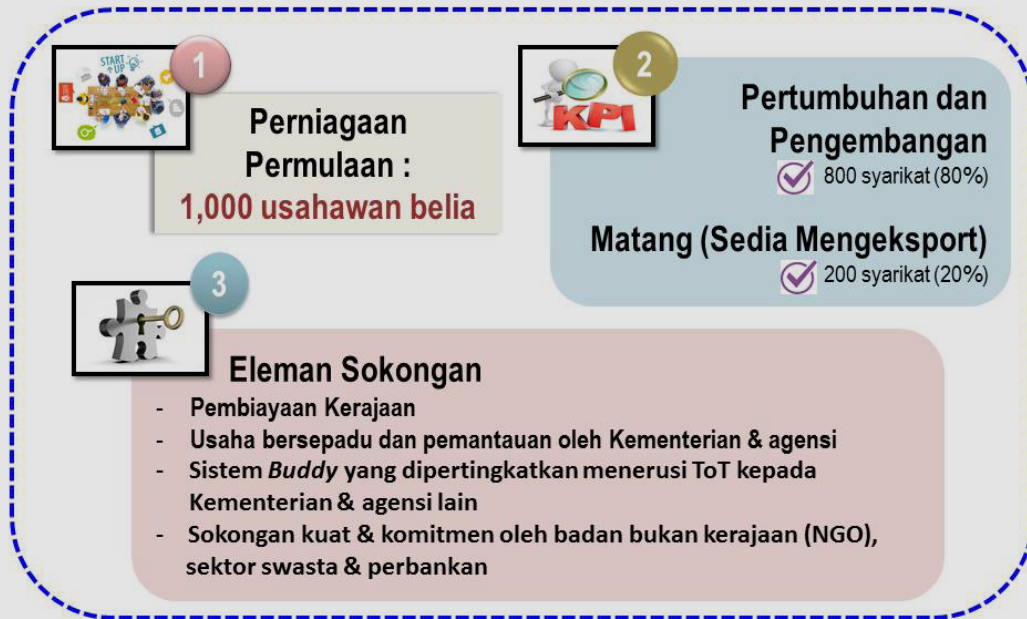 START
UP
1
Perniagaan
Permulaan :
1,000 usahawan belia
KPI
2
Pertumbuhan dan
Pengembangan
800 syarikat (80%)
Matang (Sedia Mengeksport)
200 syarikat (20%)
3
Eleman Sokongan
- Pembiayaan Kerajaan
- Usaha bersepadu dan pemantauan oleh Kementerian & agensi
- Sistem Buddy yang dipertingkatkan menerusi ToT kepada
Kementerian & agensi lain
- Sokongan kuat & komitmen oleh badan bukan kerajaan (NGO),
sektor swasta & perbankan